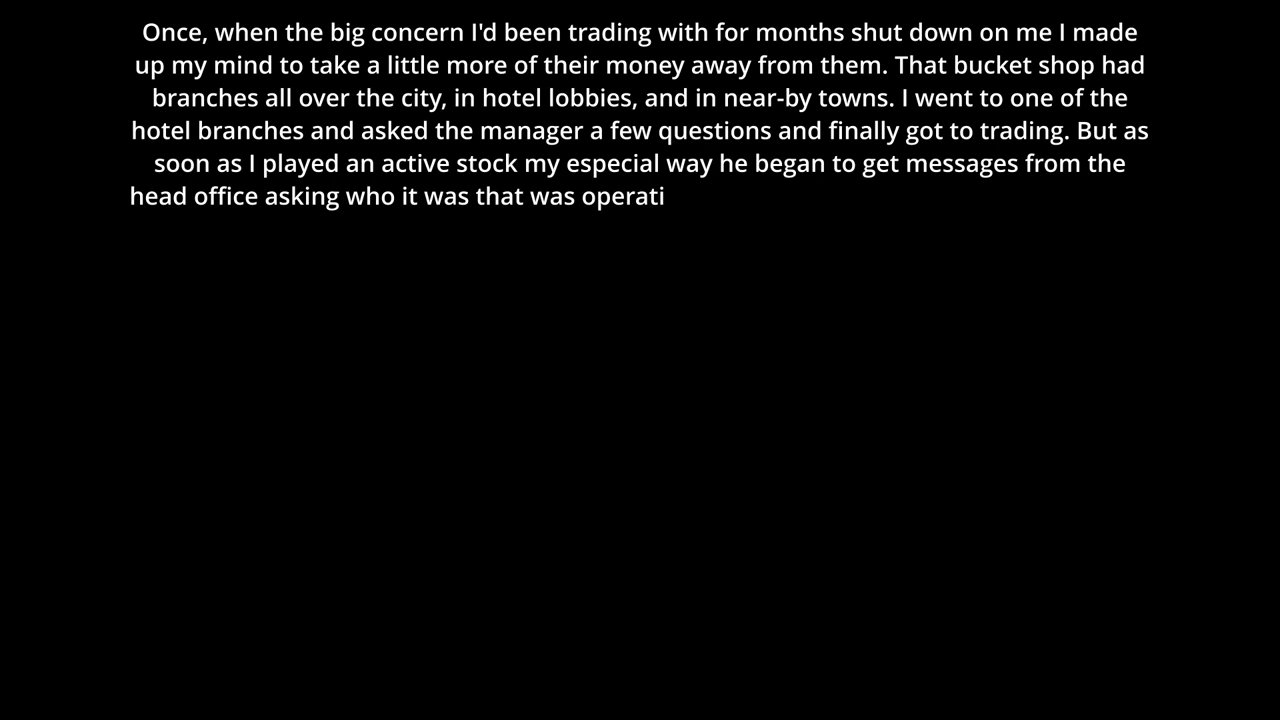 Once, when the big concern I'd been trading with for months shut down on me I made
up my mind to take a little more of their money away from them. That bucket shop had
branches all over the city, in hotel lobbies, and in near-by towns. I went to one of the
hotel branches and asked the manager a few questions and finally got to trading. But as
soon as I played an active stock my especial way he began to get messages from the
head office asking who it was that was operati